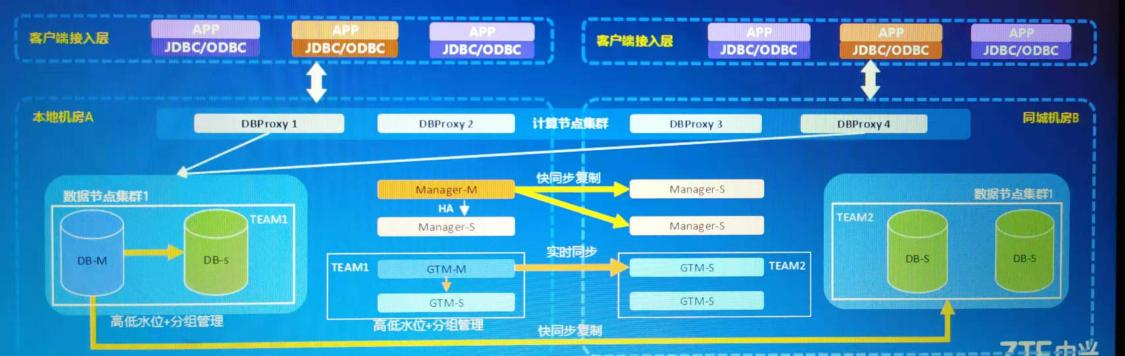 客户端接入层
APP
JDBC/ODBC
APP
JDBC/ODBC
APP
JDBC/ODBC
客户端接入层
APP
JDBC/ODBC
APP
JDBC/ODBC
APP
JDBC/ODBC
本地机房A
DBProxy 1
DBProxy 2
计算节点集群
DBProxy 3
DBProxy 4
同城机房B
数据节点集群1
TEAM1
DB-M
DB-s
高低水位+分组管理
Manager-M
快同步复制
Manager-S
HA
Manager-S
Manager-S
实时同步
TEAM1
GTM-M
GTM-S
GTM-S
TEAM2
GTM-S
高低水位+分组管理
数据节点集群1
TEAM2
DB-S
DB-S
快同步复制
ZTE中兴